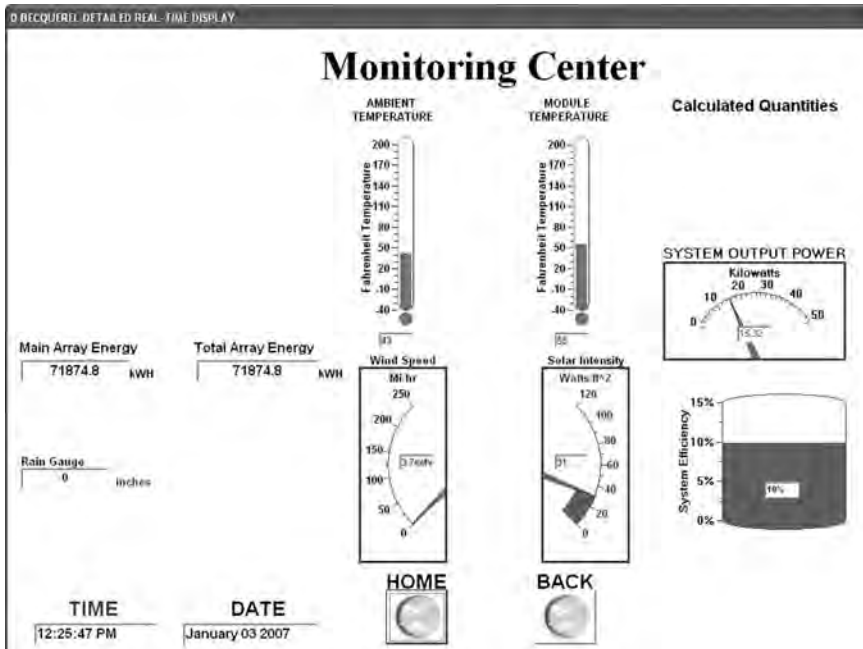 0 BECQUEREL DETAILED REAL-TIME DISPLAY
Monitoring Center
AMBIENT
TEMPERATURE
MODULE
TEMPERATURE
Calculated Quantities
Fahrenheit Temperature
200
170
140
110
80
50
20
-10
-40
43
Fahrenheit Temperature
200
170
140
110
80
50
20
-10
-40
SYSTEM OUTPUT POWER
Kilowatts
0
10
20
30
40
50
15.32
Main Array Energy
71874.8 kWH
Total Array Energy
71874.8 kWH
Wind Speed
Mi/hr
250
200
150
100
50
0
Solar Intensity
Watts/ft^2
120
100
80
60
40
20
0
31
System Efficiency
15%
10%
5%
0%
10%
Rain Gauge
0 inches
HOME
BACK
TIME
12:25:47 PM
DATE
January 03 2007